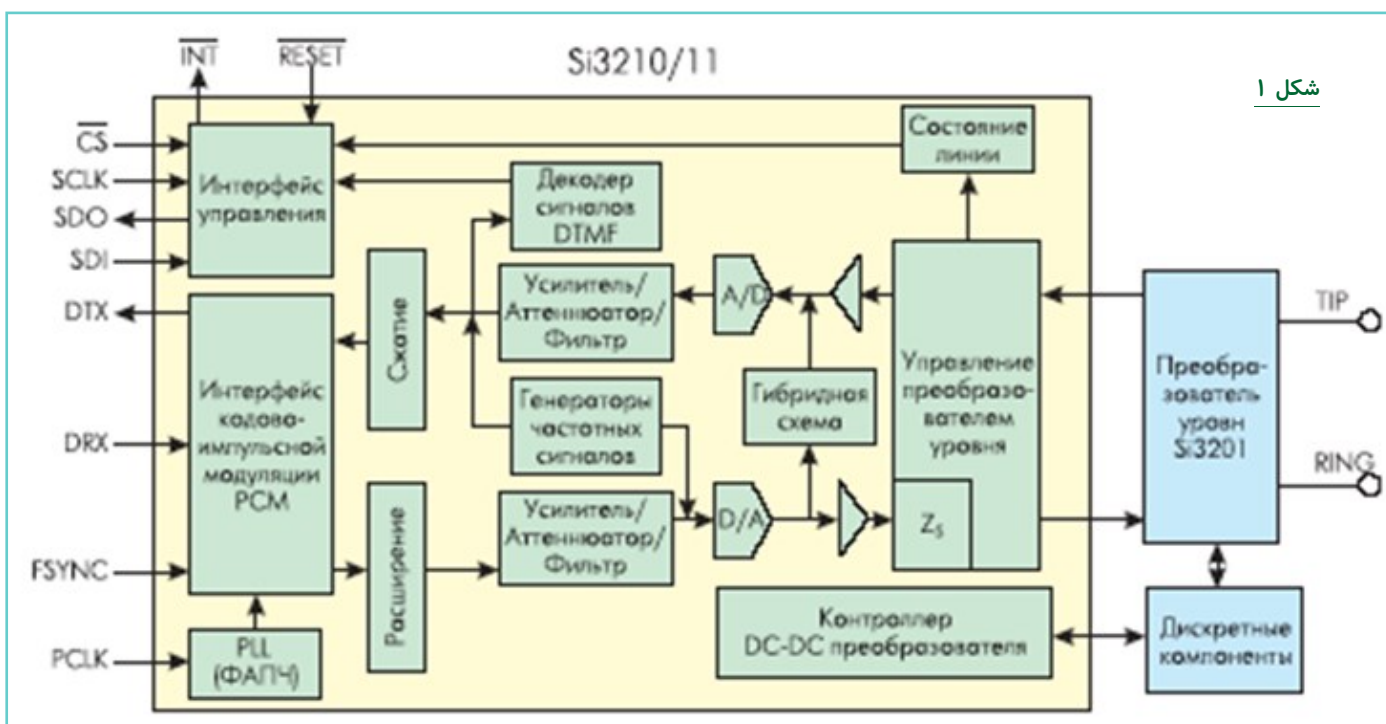 INT
RESET
Si3210/11
شکل ۱
CS
SCLK
SDO
SDI
DTX
DRX
FSYNC
PCLK
Интерфейс
управления
Состояние
линии
Декодер
сигналов
DTMF
Интерфейс
кодово-
импульсной
модуляции
PCM
Сжатие
Усилитель/
Аттенюатор/
Фильтр
A/D
Генераторы
частотных
сигналов
Гибридная
схема
Управление
преобразо-
вателем
уровня
Zs
Расширение
Усилитель/
Аттенюатор/
Фильтр
D/A
PLL
(ФАПЧ)
Контроллер
DC-DC преобразователя
Преобра-
зователь
уровн
Si3201
TIP
RING
Дискретные
компоненты